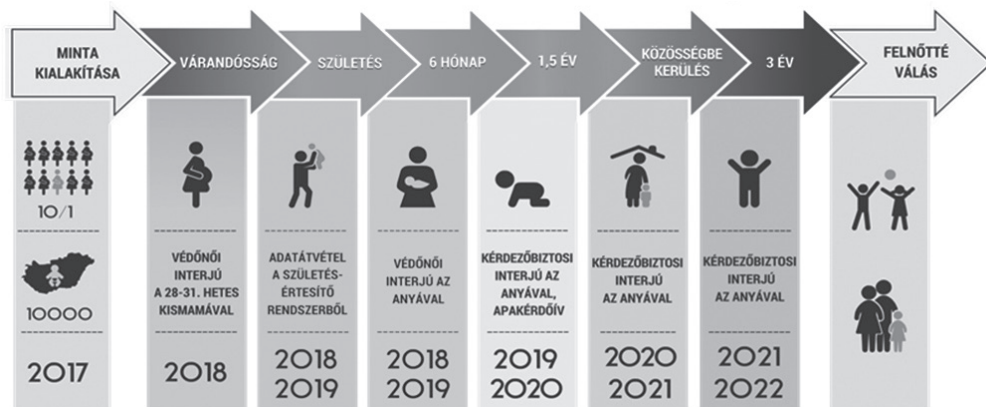 MINTA
KIALAKÍTÁSA
VÁRANDÓSSÁG
SZÜLETÉS
6 HÓNAP
1,5 ÉV
KÖZÖSSÉGBE
KERÜLÉS
3 ÉV
FELNŐTTÉ
VÁLÁS
10/1
10000
2017
VÉDŐNŐI
INTERJÚ
A 28-31. HETES
KISMAMÁVAL
2018
ADATÁTVÉTEL
A SZÜLETÉS-
ÉRTESÍTŐ
RENDSZERBŐL
2018
2019
VÉDŐNŐI
INTERJÚ AZ
ANYÁVAL
2018
2019
KÉRDEZŐBIZTOSI
INTERJÚ AZ
ANYÁVAL,
APAKÉRDŐÍV
2019
2020
KÉRDEZŐBIZTOSI
INTERJÚ
AZ ANYÁVAL
2020
2021
KÉRDEZŐBIZTOSI
INTERJÚ
AZ ANYÁVAL
2021
2022